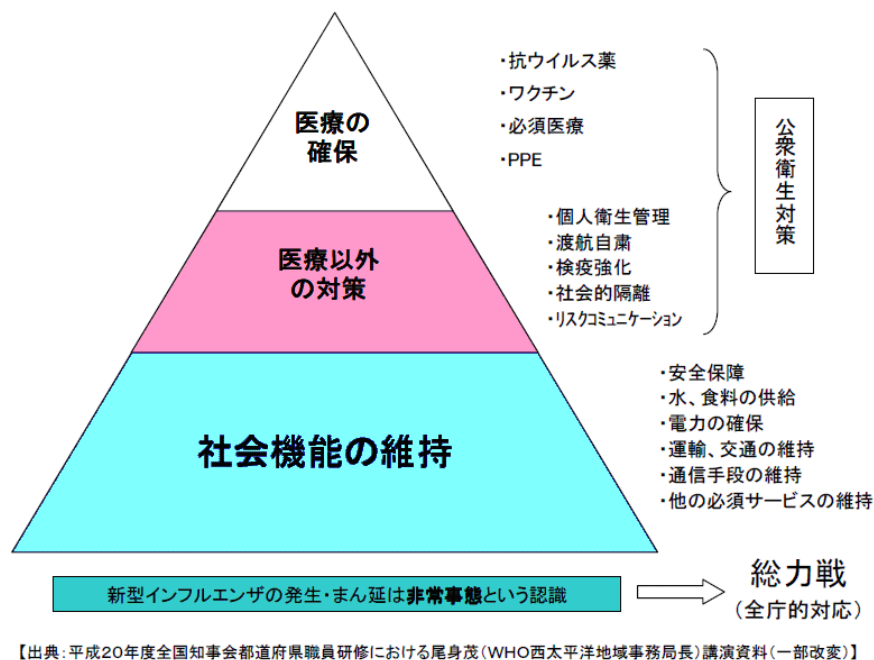 医療の
確保
・抗ウイルス薬
・ワクチン
・必須医療
・PPE
公衆衛生対策
医療以外
の対策
・個人衛生管理
・渡航自粛
・検疫強化
・社会的隔離
・リスクコミュニケーション
社会機能の維持
・安全保障
・水、食料の供給
・電力の確保
・運輸、交通の維持
・通信手段の維持
・他の必須サービスの維持
新型インフルエンザの発生・まん延は非常事態という認識
総力戦
(全庁的対応)
【出典:平成20年度全国知事会都道府県職員研修における尾身茂(WHO西太平洋地域事務局長)講演資料(一部改変)】